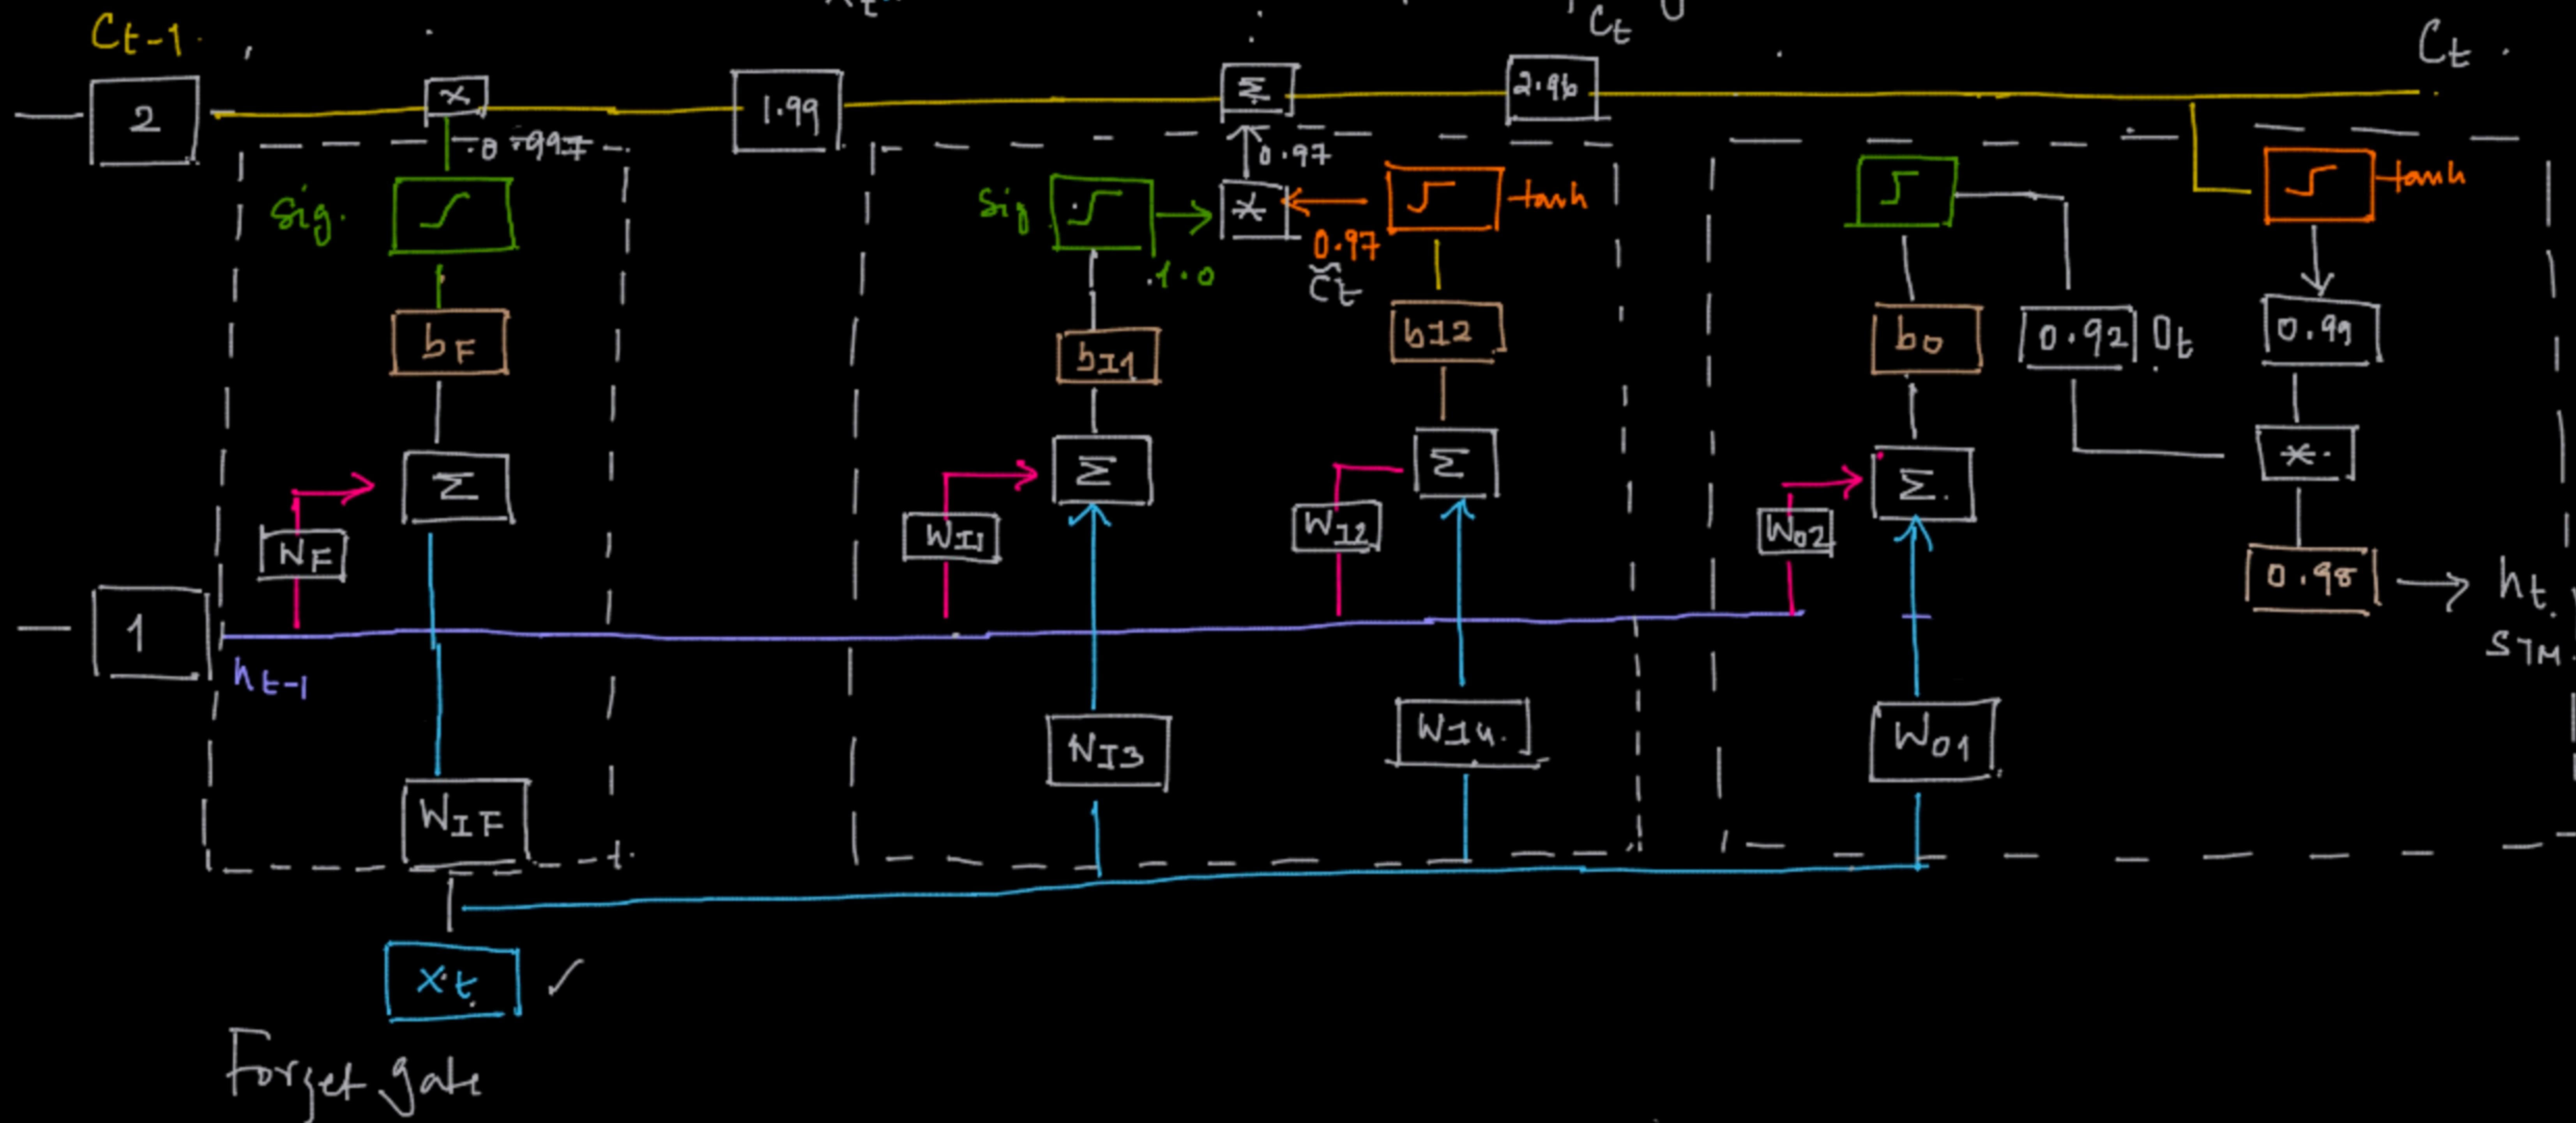 Ct
Ct-1
Ct
2
x
1.99
Σ
2.96
0.997
0.97
Sig.
Sig
*
tanh
tanh
0.97
1.0
C̃t
bF
bI1
bI2
bo
0.92
Ot
0.99
Σ
Σ
Σ
Σ
*
WF
WI1
WI2
Wo2
0.98
ht
STM
1
ht-1
WIF
WI3
WI4
Wo1
xt
✓
Forget gate